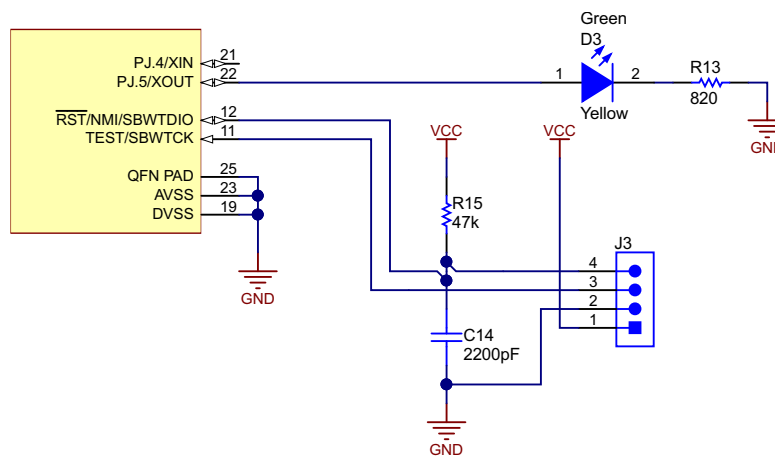 Green
D3
PJ.4/XIN 21
PJ.5/XOUT 22
1 2
R13
820
Yellow
RST/NMI/SBWTDIO 12
TEST/SBWTCK 11
VCC VCC
GND
QFN PAD 25
AVSS 23
DVSS 19
R15
47k
J3
4
3
2
1
GND
C14
2200pF
GND